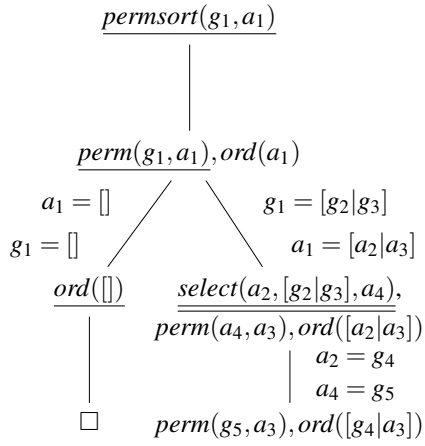 permsort(g₁,a₁)
perm(g₁,a₁),ord(a₁)
a₁ = []
g₁ = [g₂|g₃]
g₁ = []
a₁ = [a₂|a₃]
ord([])
select(a₂,[g₂|g₃],a₄),
perm(a₄,a₃),ord([a₂|a₃])
a₂ = g₄
a₄ = g₅
□
perm(g₅,a₃),ord([g₄|a₃])